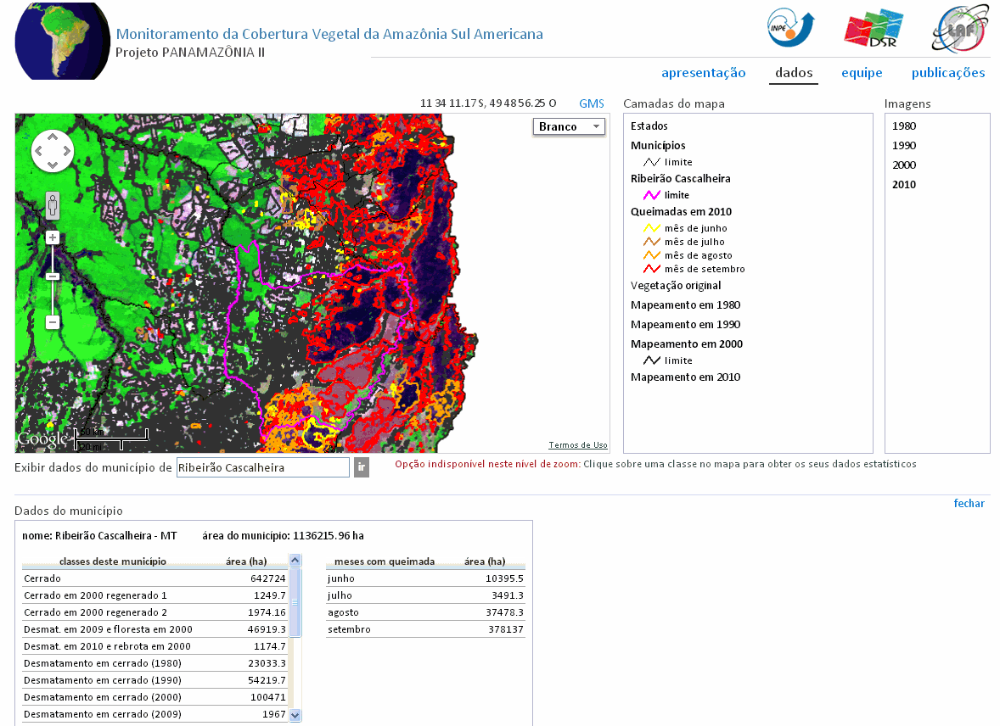 Monitoramento da Cobertura Vegetal da Amazônia Sul Americana
Projeto PANAMAZÔNIA II
INPE
DSR
LAF
apresentação dados equipe publicações
11 34 11.17 S, 49 48 56.25 O GMS
Camadas do mapa
Imagens
Branco
Estados
Municípios
limite
Ribeirão Cascalheira
limite
Queimadas em 2010
mês de junho
mês de julho
mês de agosto
mês de setembro
Vegetação original
Mapeamento em 1980
Mapeamento em 1990
Mapeamento em 2000
limite
Mapeamento em 2010
1980
1990
2000
2010
50 km
20 mi
Google
Termos de Uso
Exibir dados do município de Ribeirão Cascalheira ir
Opção indisponível neste nível de zoom: Clique sobre uma classe no mapa para obter os seus dados estatísticos
fechar
Dados do município
nome: Ribeirão Cascalheira - MT área do município: 1136215.96 ha
classes deste município área (ha)
Cerrado 642724
Cerrado em 2000 regenerado 1 1249.7
Cerrado em 2000 regenerado 2 1974.16
Desmat. em 2009 e floresta em 2000 46919.3
Desmat. em 2010 e rebrota em 2000 1174.7
Desmatamento em cerrado (1980) 23033.3
Desmatamento em cerrado (1990) 54219.7
Desmatamento em cerrado (2000) 100471
Desmatamento em cerrado (2009) 1967
meses com queimada área (ha)
junho 10395.5
julho 3491.3
agosto 37478.3
setembro 378137